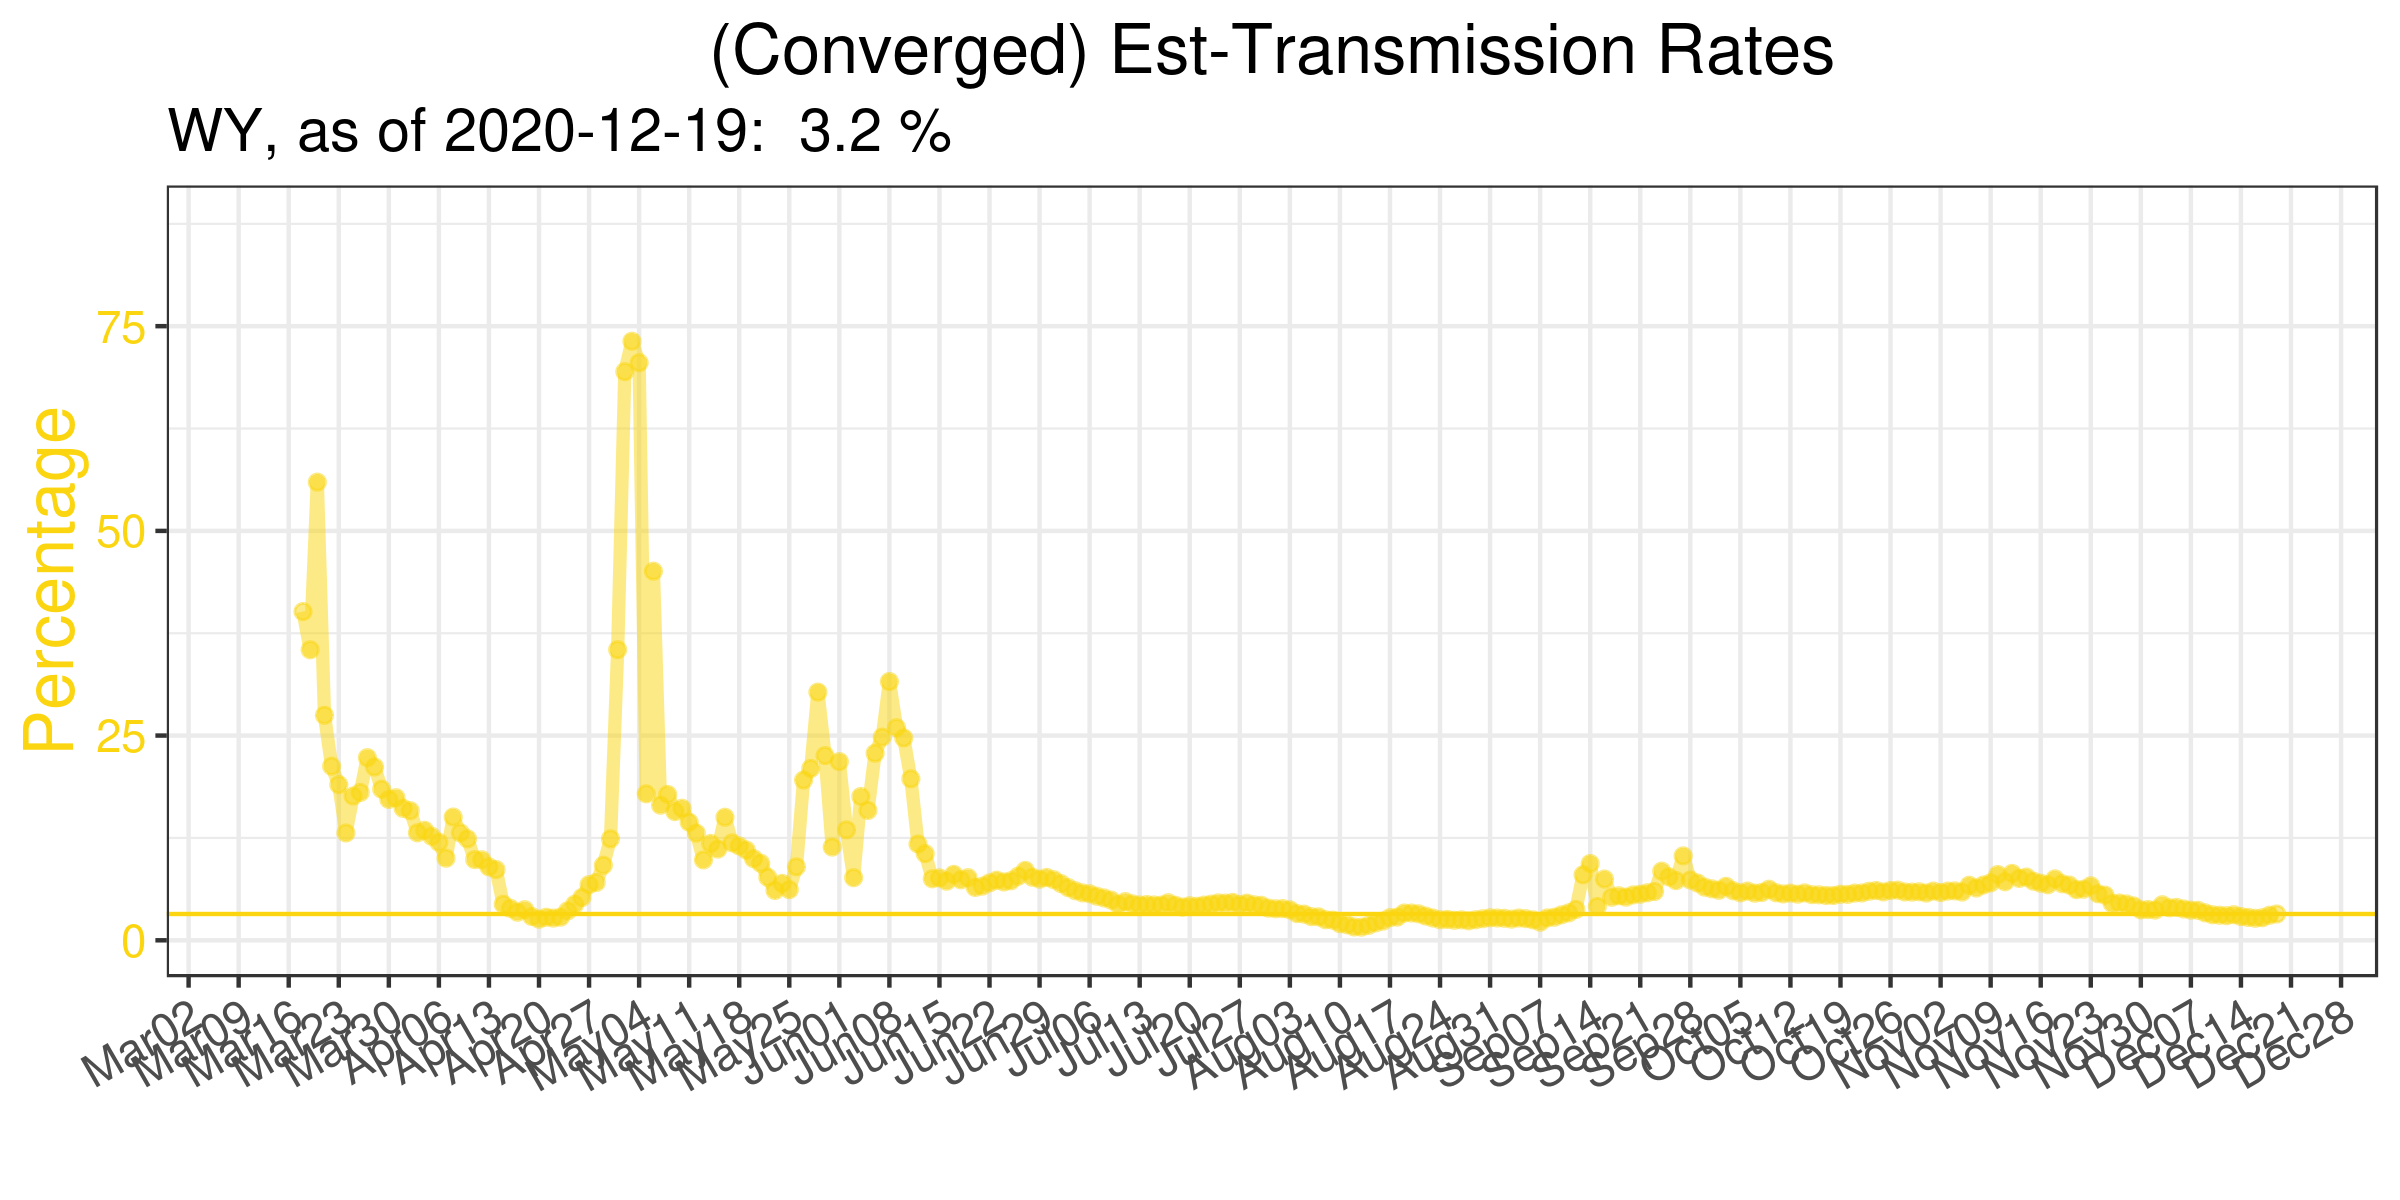 (Converged) Est-Transmission Rates
WY, as of 2020-12-19:  3.2 %
Percentage
75
50
25
0
Mar02
Mar09
Mar16
Mar23
Mar30
Apr06
Apr13
Apr20
Apr27
May04
May11
May18
May25
Jun01
Jun08
Jun15
Jun22
Jun29
Jul06
Jul13
Jul20
Jul27
Aug03
Aug10
Aug17
Aug24
Aug31
Sep07
Sep14
Sep21
Sep28
Oct05
Oct12
Oct19
Oct26
Nov02
Nov09
Nov16
Nov23
Nov30
Dec07
Dec14
Dec21
Dec28